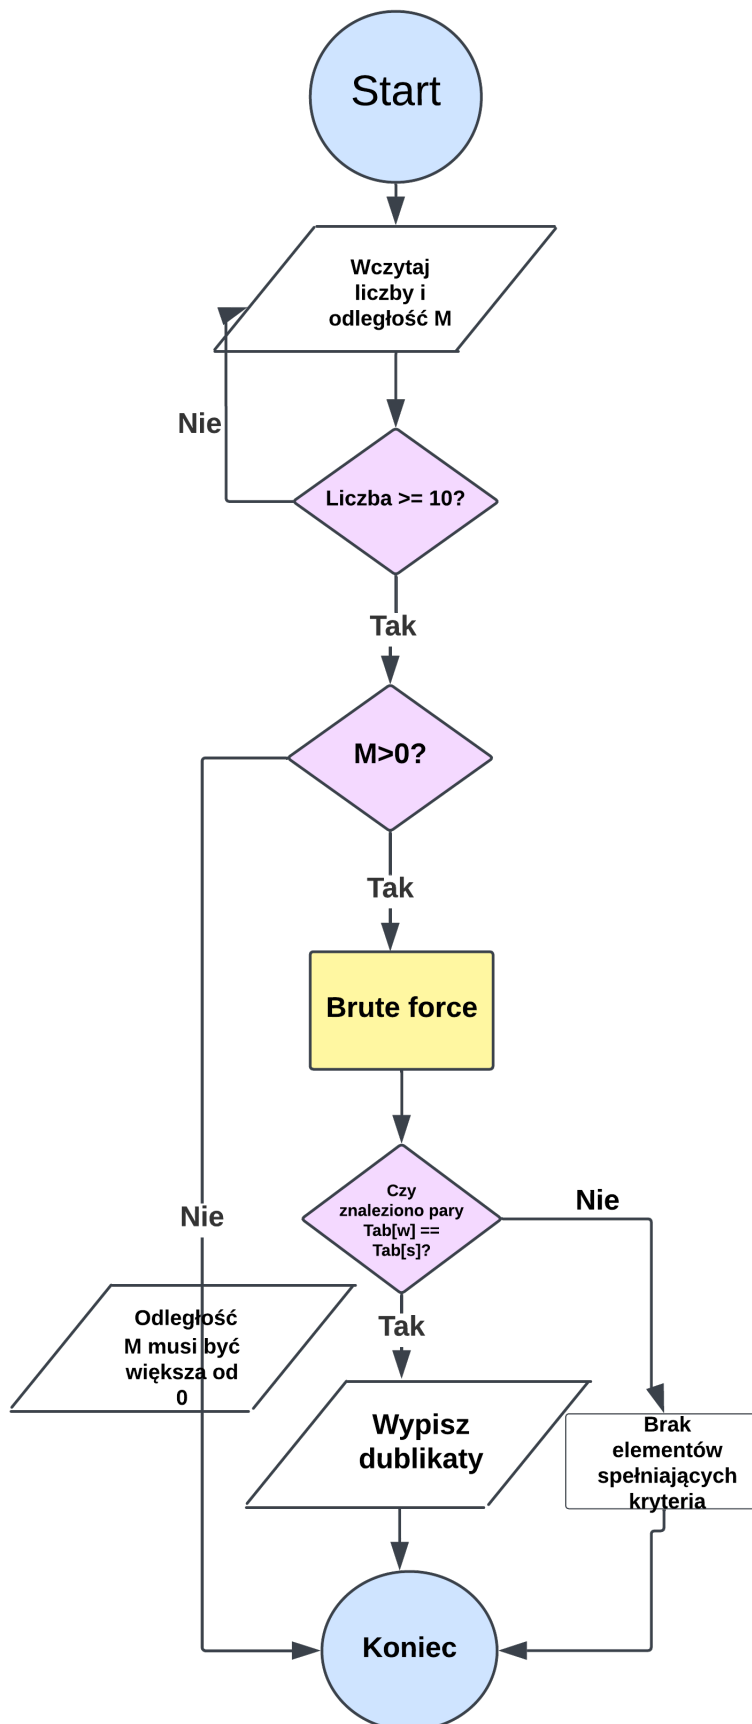 Start
Wczytaj
liczby i
odległość M
Nie
Liczba >= 10?
Tak
M>0?
Tak
Brute force
Czy
znaleziono pary
Tab[w] ==
Tab[s]?
Nie
Nie
Tak
Odległość
M musi być
większa od
0
Wypisz
dublikaty
Brak
elementów
spełniających
kryteria
Koniec